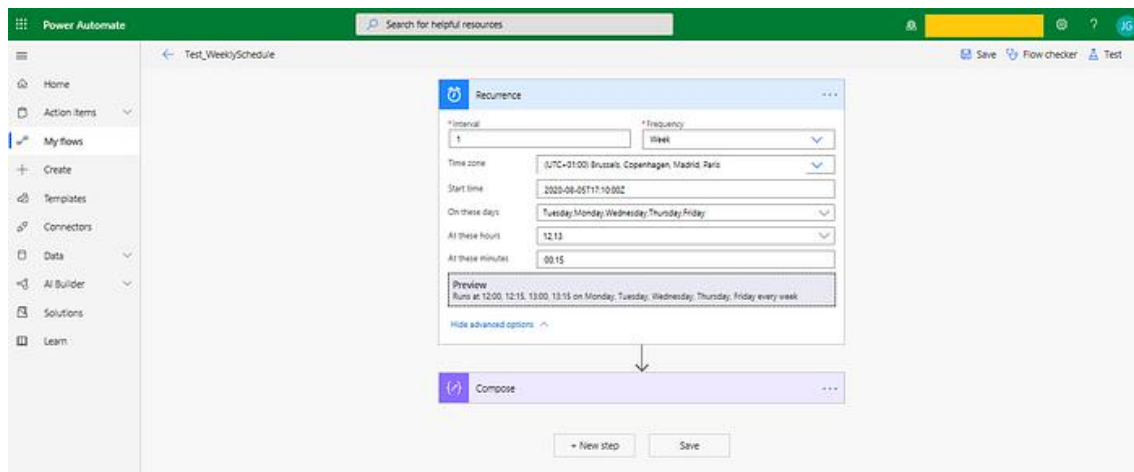 Power Automate
Search for helpful resources
?
JG
Test_WeeklySchedule
Save
Flow checker
Test
Home
Action items
My flows
Create
Templates
Connectors
Data
AI Builder
Solutions
Learn
Recurrence
* Interval
* Frequency
1
Week
Time zone
(UTC+01:00) Brussels, Copenhagen, Madrid, Paris
Start time
2020-08-05T17:10:00Z
On these days
Tuesday,Monday,Wednesday,Thursday,Friday
At these hours
12,13
At these minutes
00,15
Preview
Runs at 12:00, 12:15, 13:00, 13:15 on Monday, Tuesday, Wednesday, Thursday, Friday every week
Hide advanced options
Compose
+ New step
Save